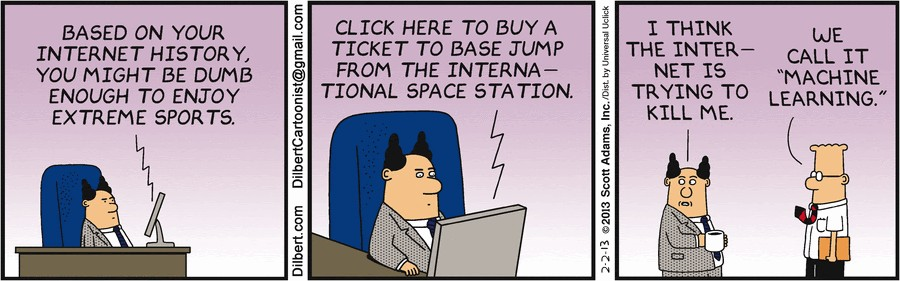 BASED ON YOUR
INTERNET HISTORY,
YOU MIGHT BE DUMB
ENOUGH TO ENJOY
EXTREME SPORTS.
Dilbert.com DilbertCartoonist@gmail.com
CLICK HERE TO BUY A
TICKET TO BASE JUMP
FROM THE INTERNA–
TIONAL SPACE STATION.
2-2-13 ©2013 Scott Adams, Inc. /Dist. by Universal Uclick
I THINK
THE INTER–
NET IS
TRYING TO
KILL ME.
WE
CALL IT
"MACHINE
LEARNING."